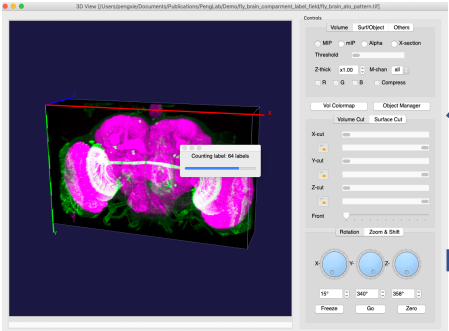 3D View [/Users/pengxie/Documents/Publications/PengLab/Demo/fly_brain_comparment_label_field/fly_brain_ato_pattern.tif]
Controls
Volume Surf/Object Others
MIP mIP Alpha X-section
Threshold
Z-thick x1.00 M-chan all
R G B Compress
Vol Colormap Object Manager
Volume Cut Surface Cut
X-cut
Y-cut
Z-cut
Front
Rotation Zoom & Shift
X- Y- Z-
15° 340° 358°
Freeze Go Zero
X
Y
Counting label: 64 labels